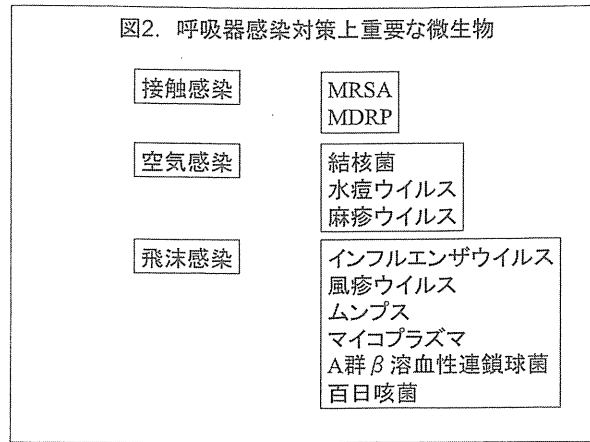 図2. 呼吸器感染対策上重要な微生物
接触感染
MRSA
MDRP
空気感染
結核菌
水痘ウイルス
麻疹ウイルス
飛沫感染
インフルエンザウイルス
風疹ウイルス
ムンプス
マイコプラズマ
A群β溶血性連鎖球菌
百日咳菌